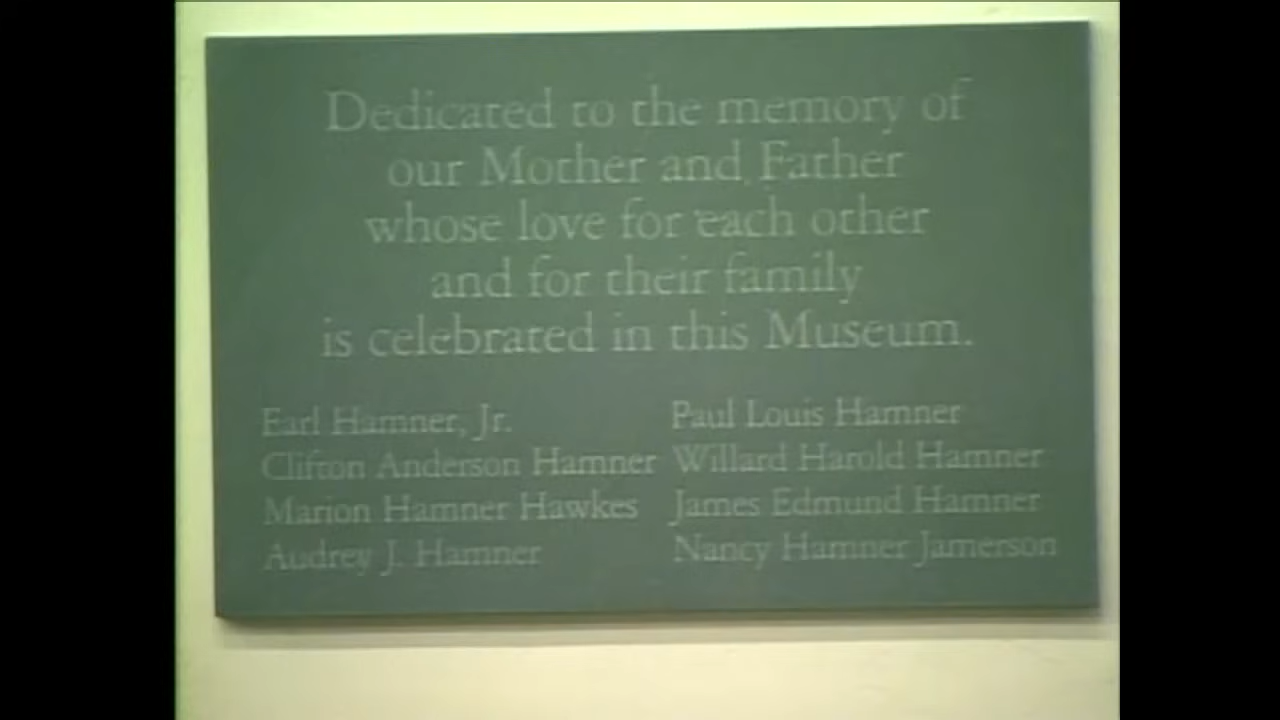 Dedicated to the memory of
our Mother and Father
whose love for each other
and for their family
is celebrated in this Museum.
Earl Hamner, Jr.
Clifton Anderson Hamner
Marion Hamner Hawkes
Audrey J. Hamner
Paul Louis Hamner
Willard Harold Hamner
James Edmund Hamner
Nancy Hamner Jamerson